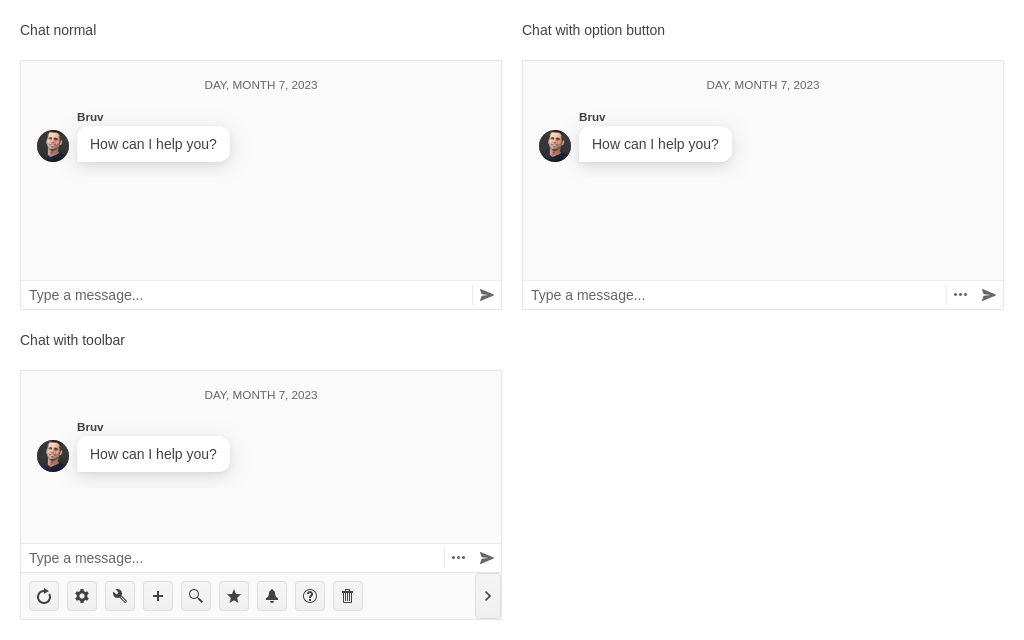 Chat normal
DAY, MONTH 7, 2023
Bruv
How can I help you?
Type a message...
Chat with option button
DAY, MONTH 7, 2023
Bruv
How can I help you?
Type a message...
Chat with toolbar
DAY, MONTH 7, 2023
Bruv
How can I help you?
Type a message...